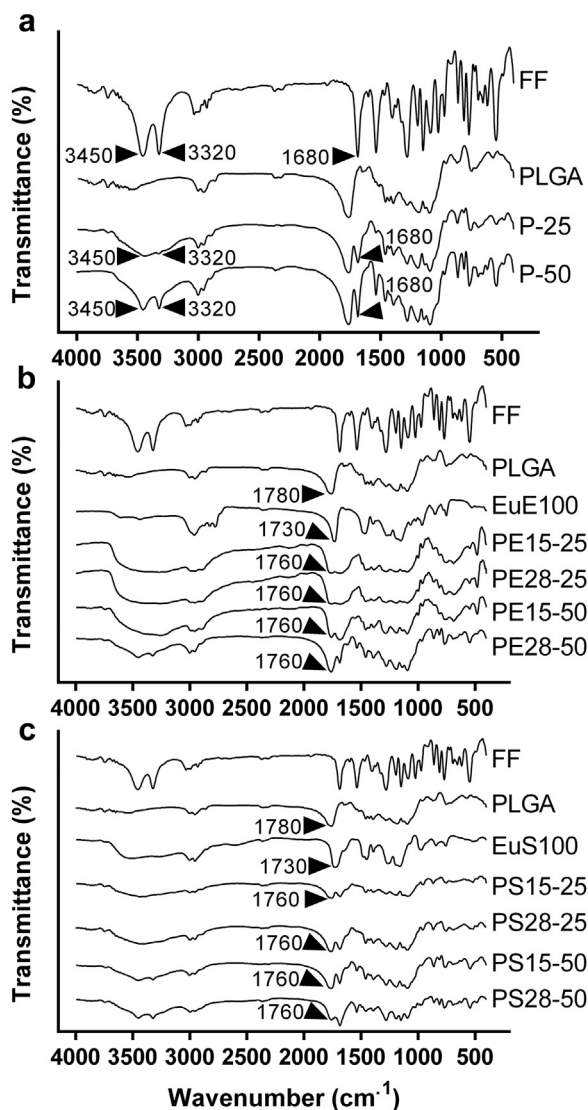 a
Transmittance (%)
FF
3450 3320 1680
PLGA
1680
P-25
3450 3320
1680
P-50
3450 3320
4000 3500 3000 2500 2000 1500 1000 500
b
Transmittance (%)
FF
PLGA
1780
EuE100
1730
PE15-25
1760
PE28-25
1760
PE15-50
1760
PE28-50
1760
4000 3500 3000 2500 2000 1500 1000 500
c
Transmittance (%)
FF
PLGA
1780
EuS100
1730
PS15-25
1760
PS28-25
1760
PS15-50
1760
PS28-50
1760
4000 3500 3000 2500 2000 1500 1000 500
Wavenumber (cm⁻¹)